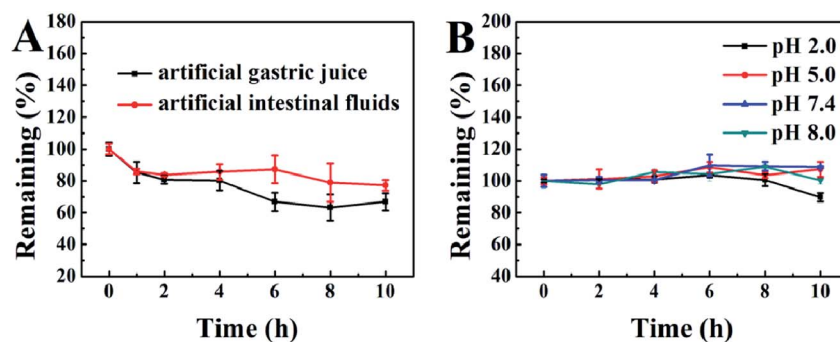 A
180
160
140
120
100
80
60
40
20
Remaining (%)
artificial gastric juice
artificial intestinal fluids
0 2 4 6 8 10
Time (h)
B
200
180
160
140
120
100
80
60
40
Remaining (%)
pH 2.0
pH 5.0
pH 7.4
pH 8.0
0 2 4 6 8 10
Time (h)